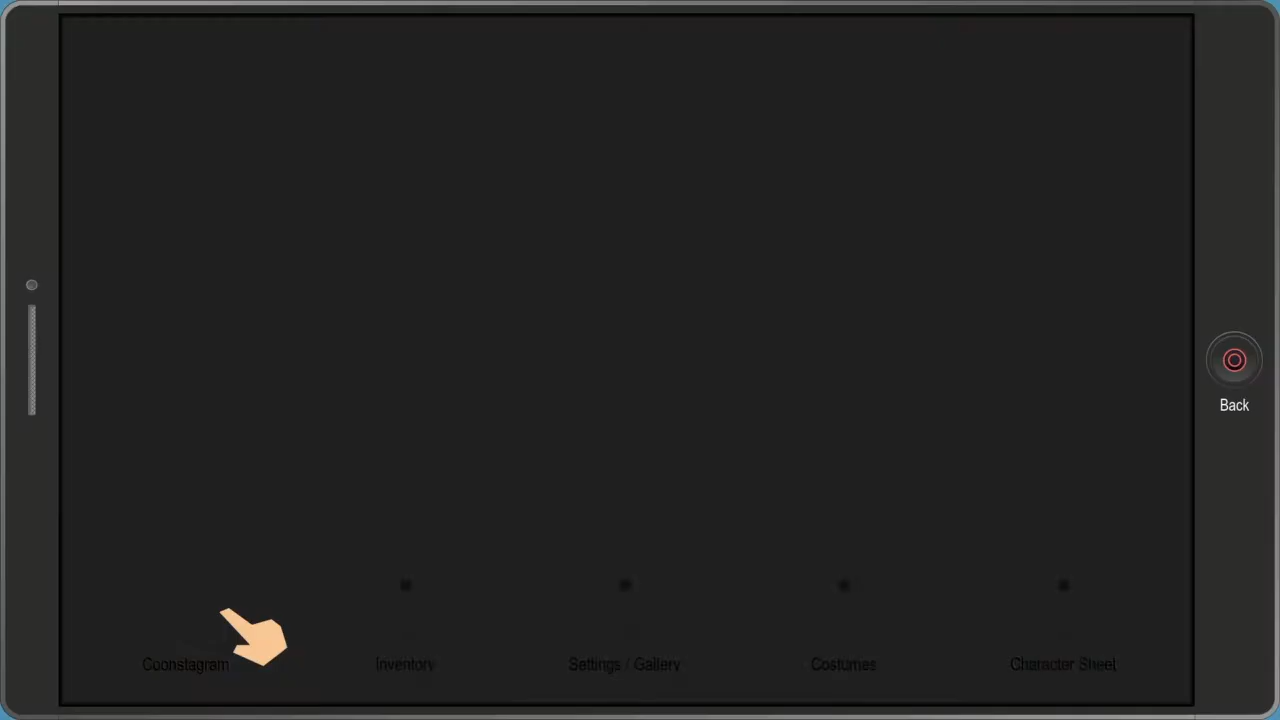 Back
Coonstagram
Inventory
Settings / Gallery
Costumes
Character Sheet